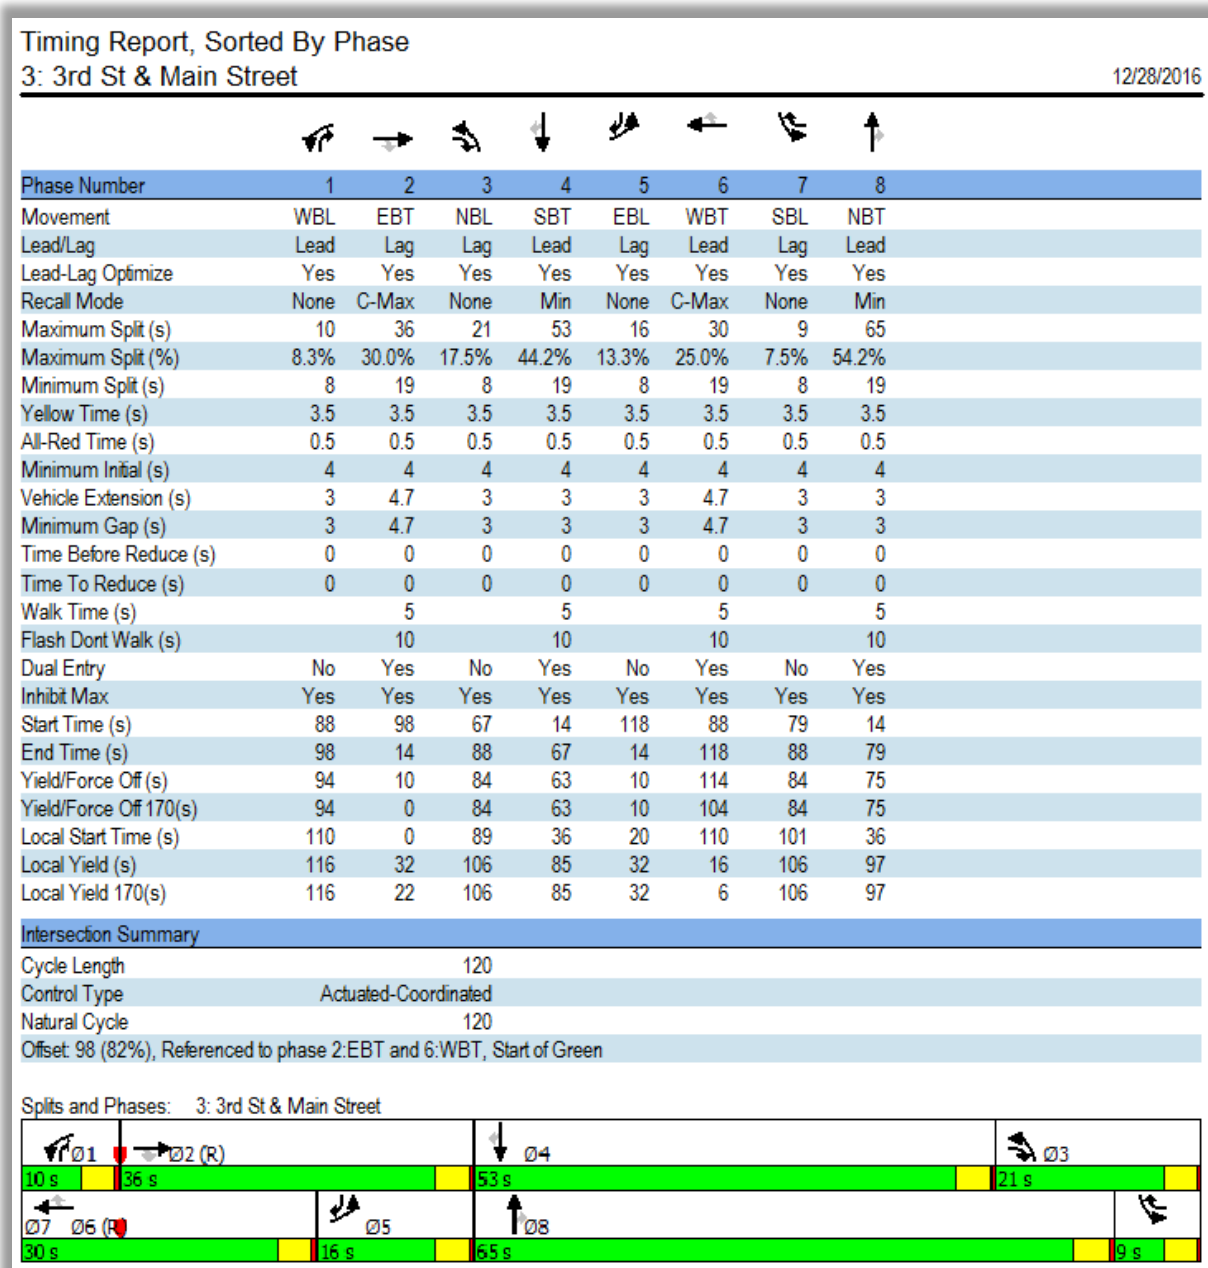 Timing Report, Sorted By Phase
3: 3rd St & Main Street 12/28/2016
Phase Number 1 2 3 4 5 6 7 8
Movement WBL EBT NBL SBT EBL WBT SBL NBT
Lead/Lag Lead Lag Lag Lead Lag Lead Lag Lead
Lead-Lag Optimize Yes Yes Yes Yes Yes Yes Yes Yes
Recall Mode None C-Max None Min None C-Max None Min
Maximum Split (s) 10 36 21 53 16 30 9 65
Maximum Split (%) 8.3% 30.0% 17.5% 44.2% 13.3% 25.0% 7.5% 54.2%
Minimum Split (s) 8 19 8 19 8 19 8 19
Yellow Time (s) 3.5 3.5 3.5 3.5 3.5 3.5 3.5 3.5
All-Red Time (s) 0.5 0.5 0.5 0.5 0.5 0.5 0.5 0.5
Minimum Initial (s) 4 4 4 4 4 4 4 4
Vehicle Extension (s) 3 4.7 3 3 3 4.7 3 3
Minimum Gap (s) 3 4.7 3 3 3 4.7 3 3
Time Before Reduce (s) 0 0 0 0 0 0 0 0
Time To Reduce (s) 0 0 0 0 0 0 0 0
Walk Time (s) 5 5 5 5
Flash Dont Walk (s) 10 10 10 10
Dual Entry No Yes No Yes No Yes No Yes
Inhibit Max Yes Yes Yes Yes Yes Yes Yes Yes
Start Time (s) 88 98 67 14 118 88 79 14
End Time (s) 98 14 88 67 14 118 88 79
Yield/Force Off (s) 94 10 84 63 10 114 84 75
Yield/Force Off 170(s) 94 0 84 63 10 104 84 75
Local Start Time (s) 110 0 89 36 20 110 101 36
Local Yield (s) 116 32 106 85 32 16 106 97
Local Yield 170(s) 116 22 106 85 32 6 106 97
Intersection Summary
Cycle Length 120
Control Type Actuated-Coordinated
Natural Cycle 120
Offset: 98 (82%), Referenced to phase 2:EBT and 6:WBT, Start of Green
Splits and Phases: 3: 3rd St & Main Street
Ø1 Ø2 (R) Ø4 Ø3
10 s 36 s 53 s 21 s
Ø7 Ø6 (R) Ø5 Ø8
30 s 16 s 65 s 9 s